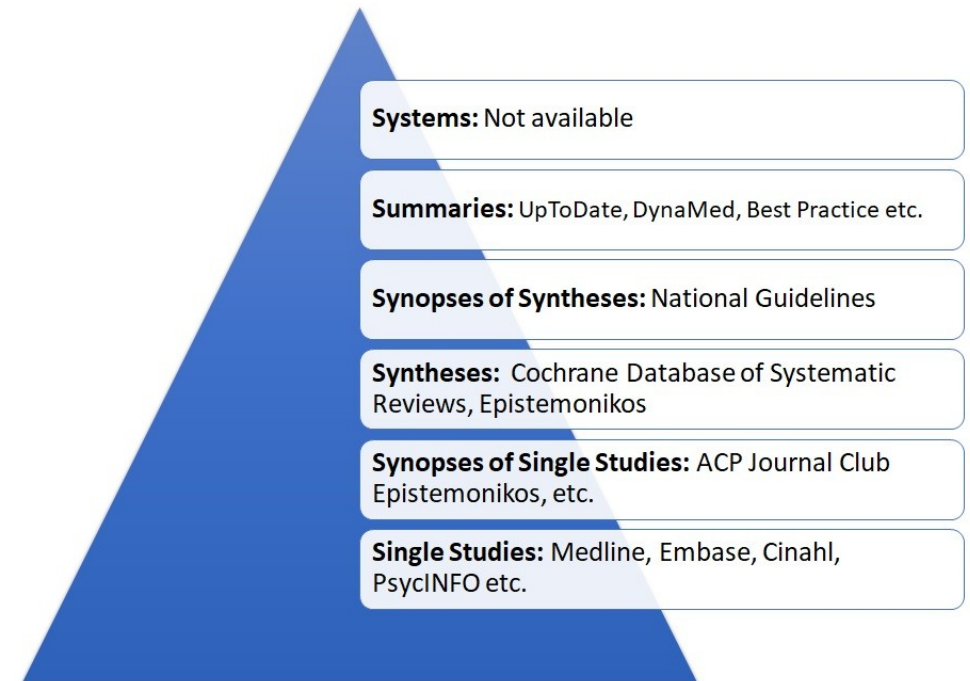 Systems: Not available
Summaries: UpToDate, DynaMed, Best Practice etc.
Synopses of Syntheses: National Guidelines
Syntheses: Cochrane Database of Systematic
Reviews, Epistemonikos
Synopses of Single Studies: ACP Journal Club
Epistemonikos, etc.
Single Studies: Medline, Embase, Cinahl,
PsycINFO etc.